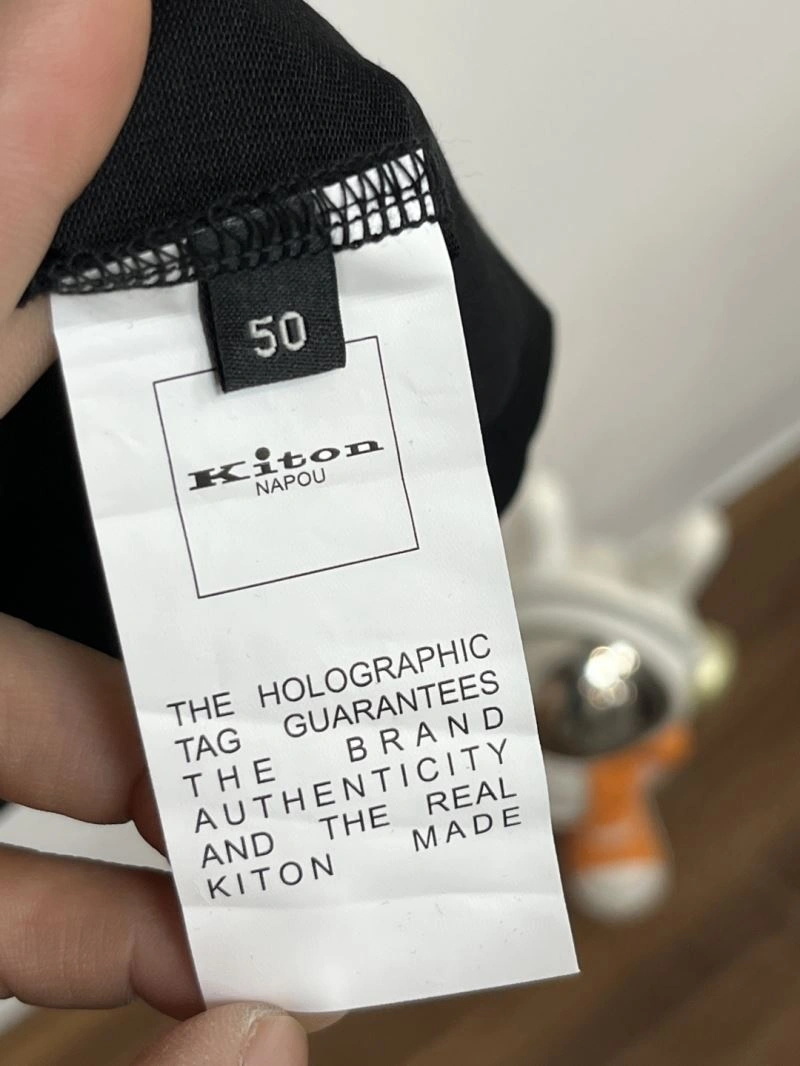 50
Kiton
NAPOU
THE HOLOGRAPHIC
TAG GUARANTEES
THE BRAND
AUTHENTICITY
AND THE REAL
KITON MADE